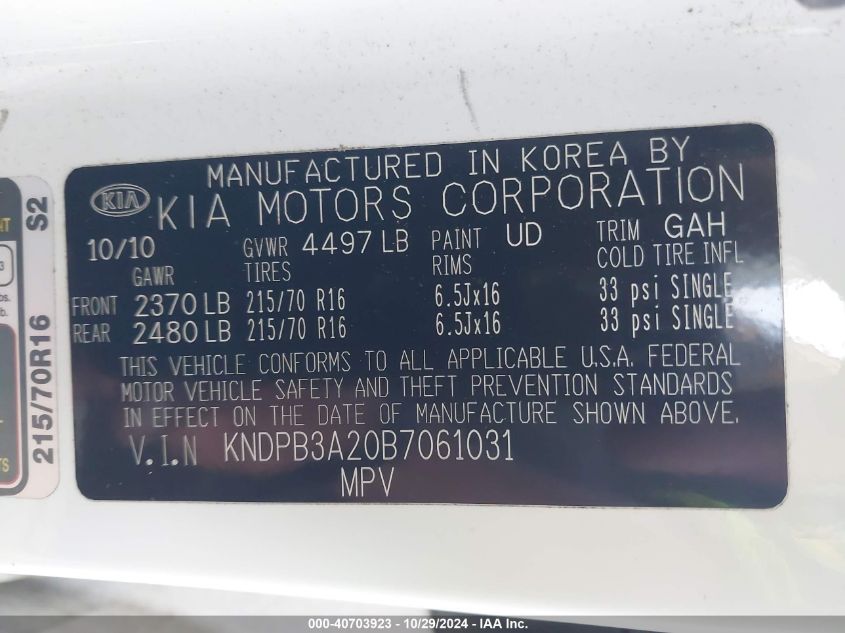 MANUFACTURED IN KOREA BY
KIA KIA MOTORS CORPORATION
10/10 GVWR 4497 LB PAINT UD TRIM GAH
GAWR TIRES RIMS COLD TIRE INFL
FRONT 2370 LB 215/70 R16 6.5Jx16 33 psi SINGLE
REAR 2480 LB 215/70 R16 6.5Jx16 33 psi SINGLE
THIS VEHICLE CONFORMS TO ALL APPLICABLE U.S.A. FEDERAL
MOTOR VEHICLE SAFETY AND THEFT PREVENTION STANDARDS
IN EFFECT ON THE DATE OF MANUFACTURE SHOWN ABOVE.
V.I.N KNDPB3A20B7061031
MPV
215/70R16 S2
000-40703923 - 10/29/2024 - IAA Inc.